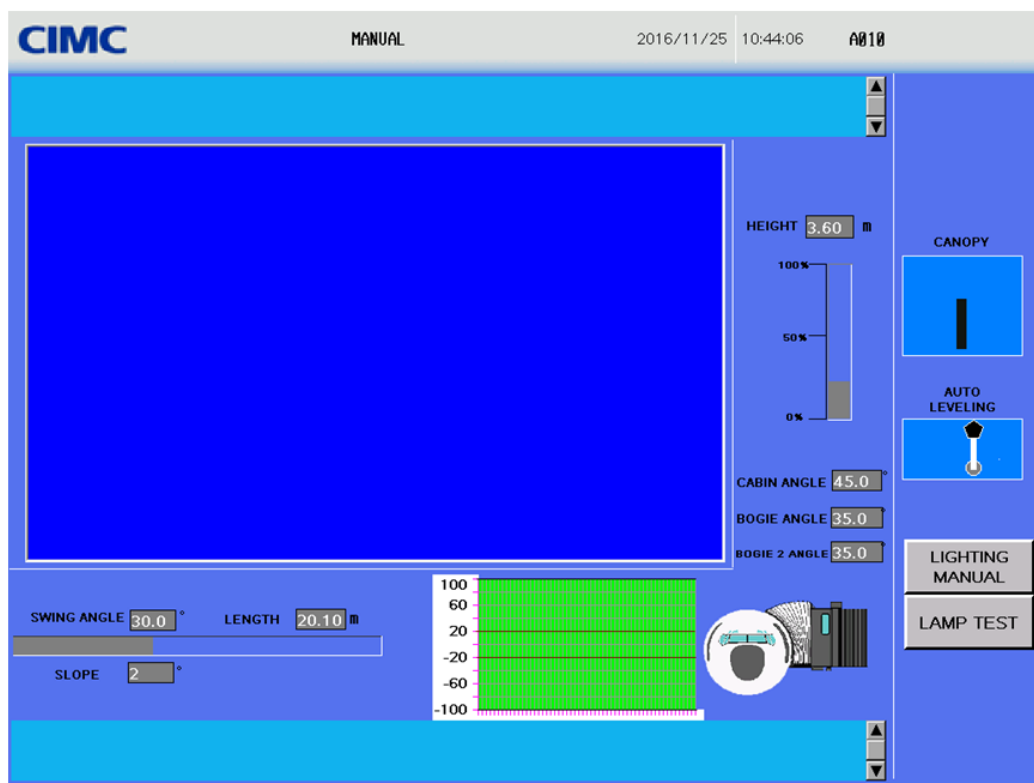 CIMC
MANUAL
2016/11/25 10:44:06
A010
HEIGHT 3.60 m
100%
50%
0%
CANOPY
AUTO
LEVELING
CABIN ANGLE 45.0 °
BOGIE ANGLE 35.0 °
BOGIE 2 ANGLE 35.0 °
LIGHTING
MANUAL
LAMP TEST
SWING ANGLE 30.0 °
LENGTH 20.10 m
SLOPE 2 °
100
60
20
-20
-60
-100